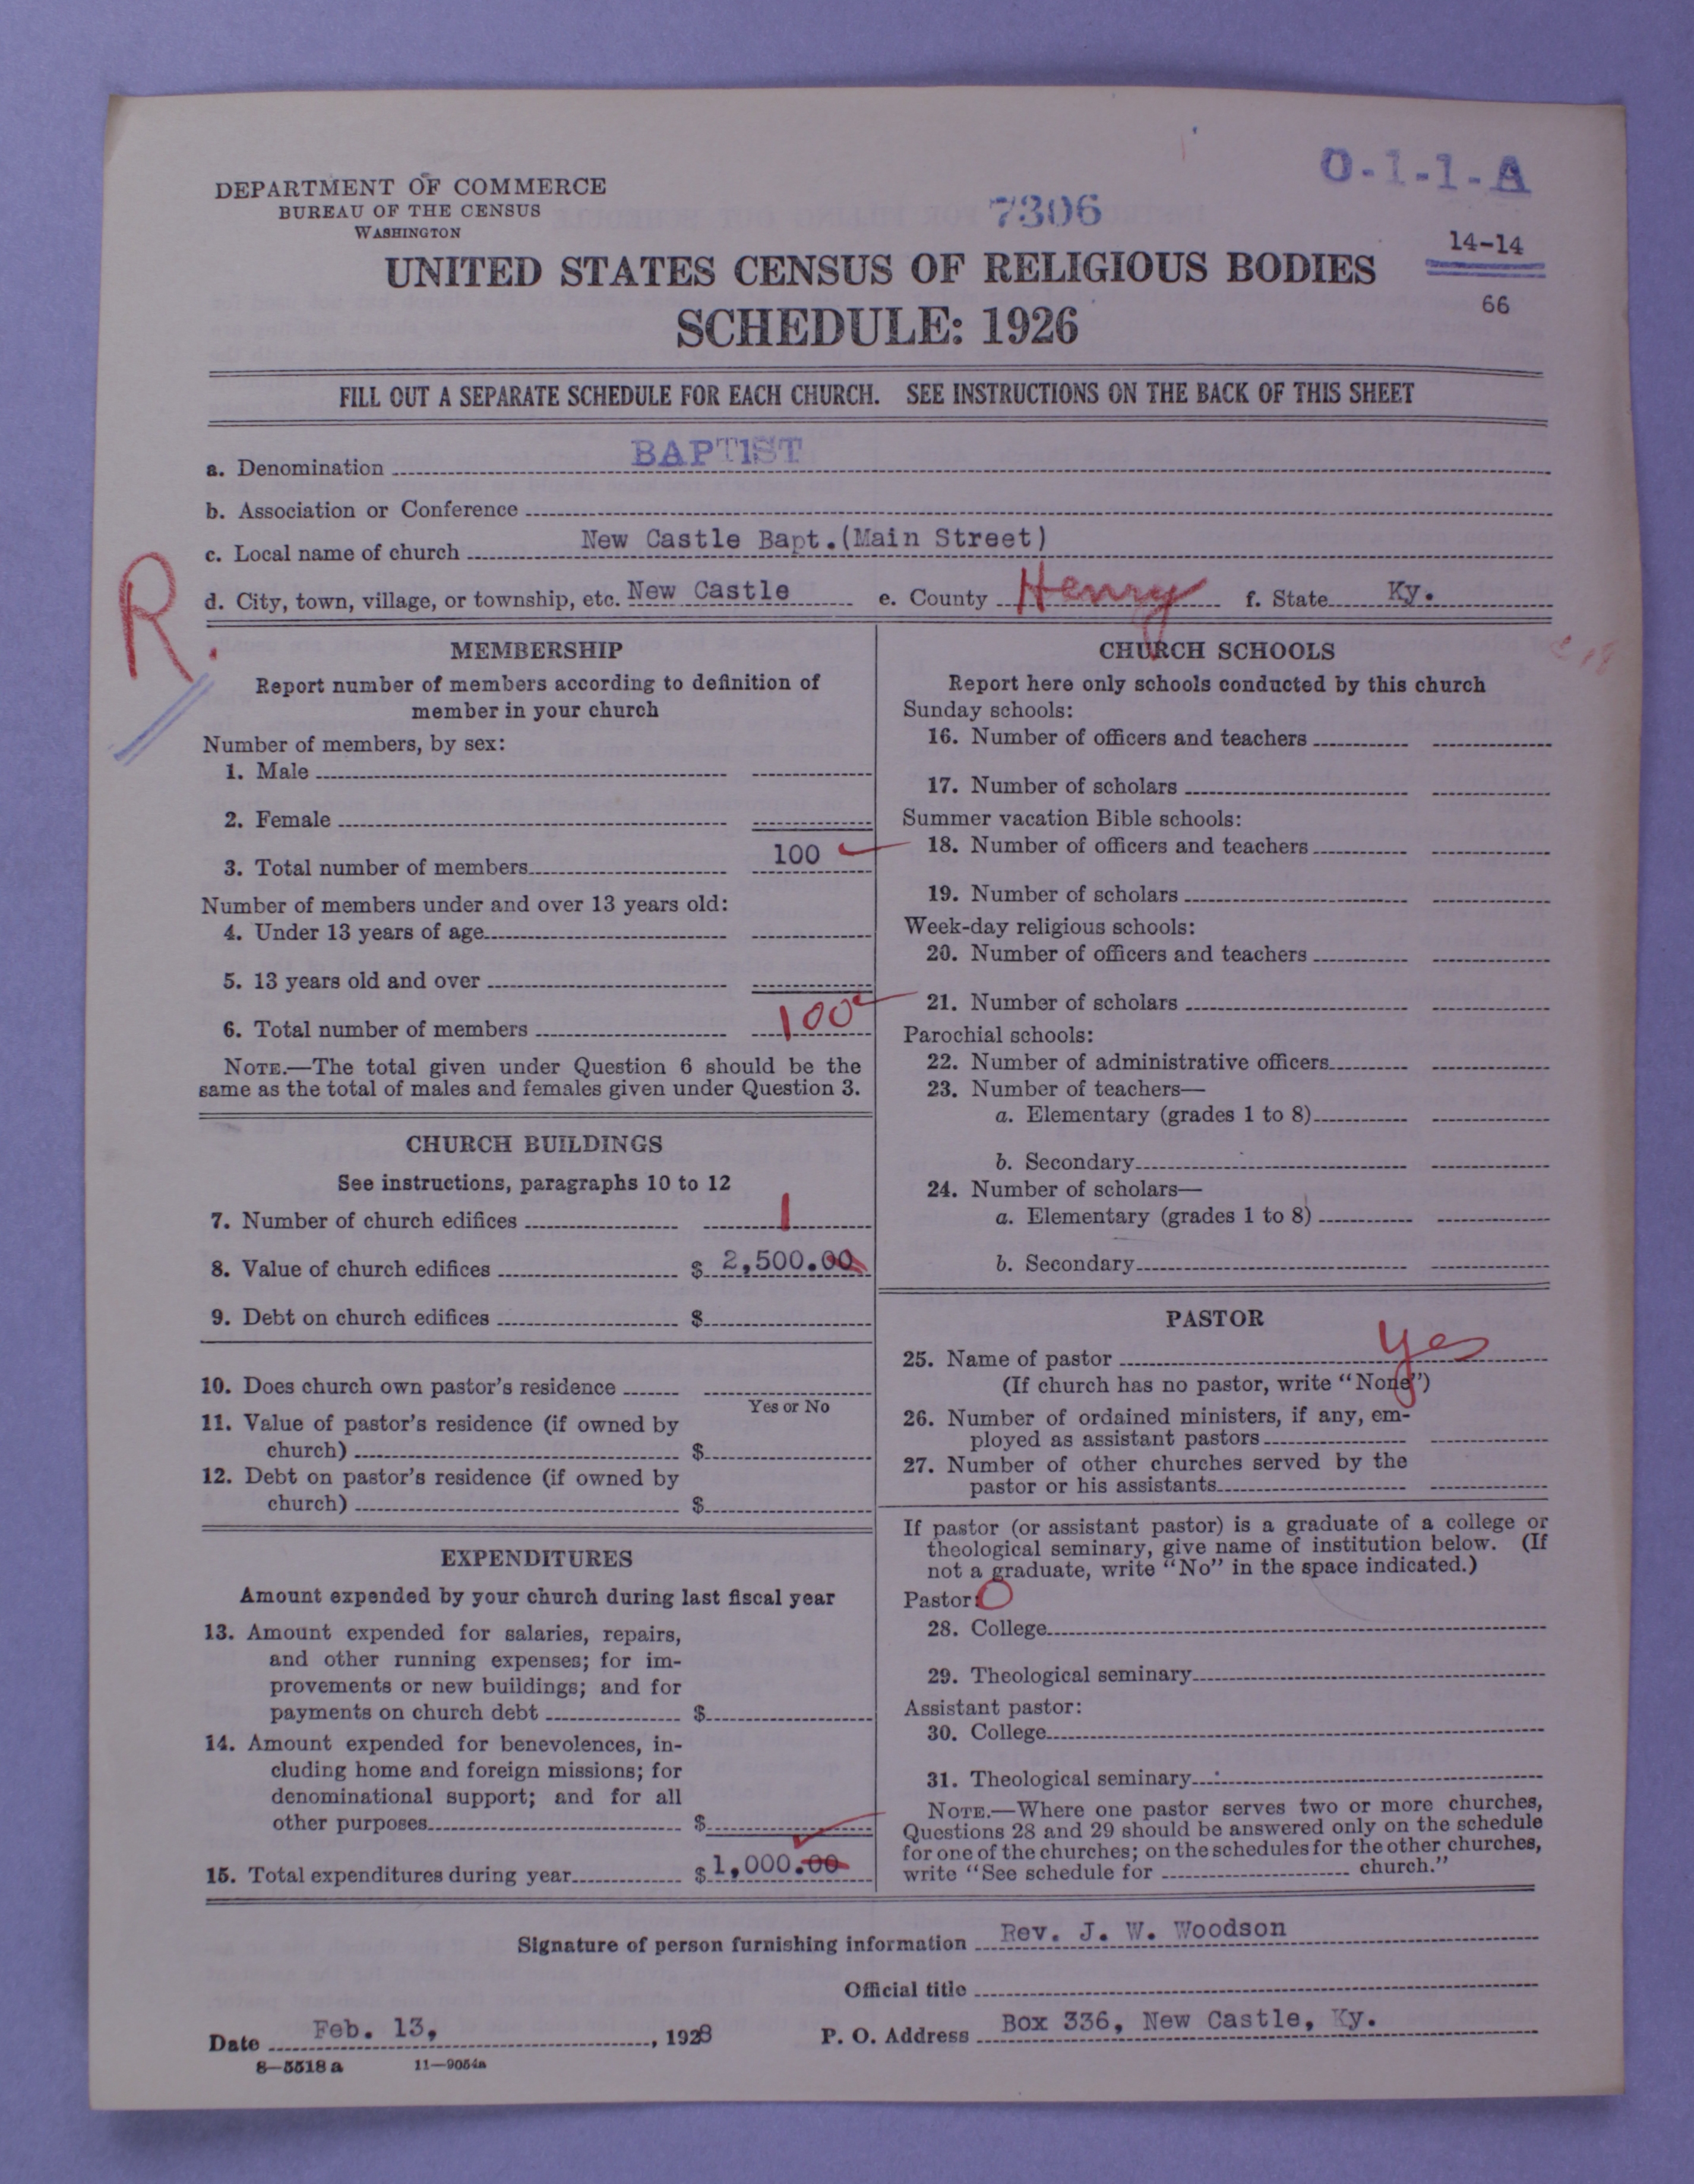 O-1-1-A
DEPARTMENT OF COMMERCE
BUREAU OF THE CENSUS
WASHINGTON
7306
14-14
66
UNITED STATES CENSUS OF RELIGIOUS BODIES
SCHEDULE: 1926
FILL OUT A SEPARATE SCHEDULE FOR EACH CHURCH. SEE INSTRUCTIONS ON THE BACK OF THIS SHEET
a. Denomination BAPTIST
b. Association or Conference
c. Local name of church New Castle Bapt.(Main Street)
d. City, town, village, or township, etc. New Castle e. County Henry f. State Ky.
R.
MEMBERSHIP
Report number of members according to definition of
member in your church
Number of members, by sex:
1. Male
2. Female
3. Total number of members 100
Number of members under and over 13 years old:
4. Under 13 years of age
5. 13 years old and over
6. Total number of members 100
NOTE.—The total given under Question 6 should be the
same as the total of males and females given under Question 3.
CHURCH BUILDINGS
See instructions, paragraphs 10 to 12
7. Number of church edifices 1
8. Value of church edifices $ 2,500.00
9. Debt on church edifices $
10. Does church own pastor's residence
Yes or No
11. Value of pastor's residence (if owned by
church) $
12. Debt on pastor's residence (if owned by
church) $
EXPENDITURES
Amount expended by your church during last fiscal year
13. Amount expended for salaries, repairs,
and other running expenses; for im-
provements or new buildings; and for
payments on church debt $
14. Amount expended for benevolences, in-
cluding home and foreign missions; for
denominational support; and for all
other purposes $
15. Total expenditures during year $ 1,000.00
CHURCH SCHOOLS
Report here only schools conducted by this church
Sunday schools:
16. Number of officers and teachers
17. Number of scholars
Summer vacation Bible schools:
18. Number of officers and teachers
19. Number of scholars
Week-day religious schools:
20. Number of officers and teachers
21. Number of scholars
Parochial schools:
22. Number of administrative officers
23. Number of teachers—
a. Elementary (grades 1 to 8)
b. Secondary
24. Number of scholars—
a. Elementary (grades 1 to 8)
b. Secondary
PASTOR
25. Name of pastor yes
(If church has no pastor, write "None")
26. Number of ordained ministers, if any, em-
ployed as assistant pastors
27. Number of other churches served by the
pastor or his assistants
If pastor (or assistant pastor) is a graduate of a college or
theological seminary, give name of institution below. (If
not a graduate, write "No" in the space indicated.)
Pastor: O
28. College
29. Theological seminary
Assistant pastor:
30. College
31. Theological seminary
NOTE.—Where one pastor serves two or more churches,
Questions 28 and 29 should be answered only on the schedule
for one of the churches; on the schedules for the other churches,
write "See schedule for church."
Signature of person furnishing information Rev. J. W. Woodson
Official title
Date Feb. 13, , 1928 P. O. Address Box 336, New Castle, Ky.
8—5518 a 11—9054a